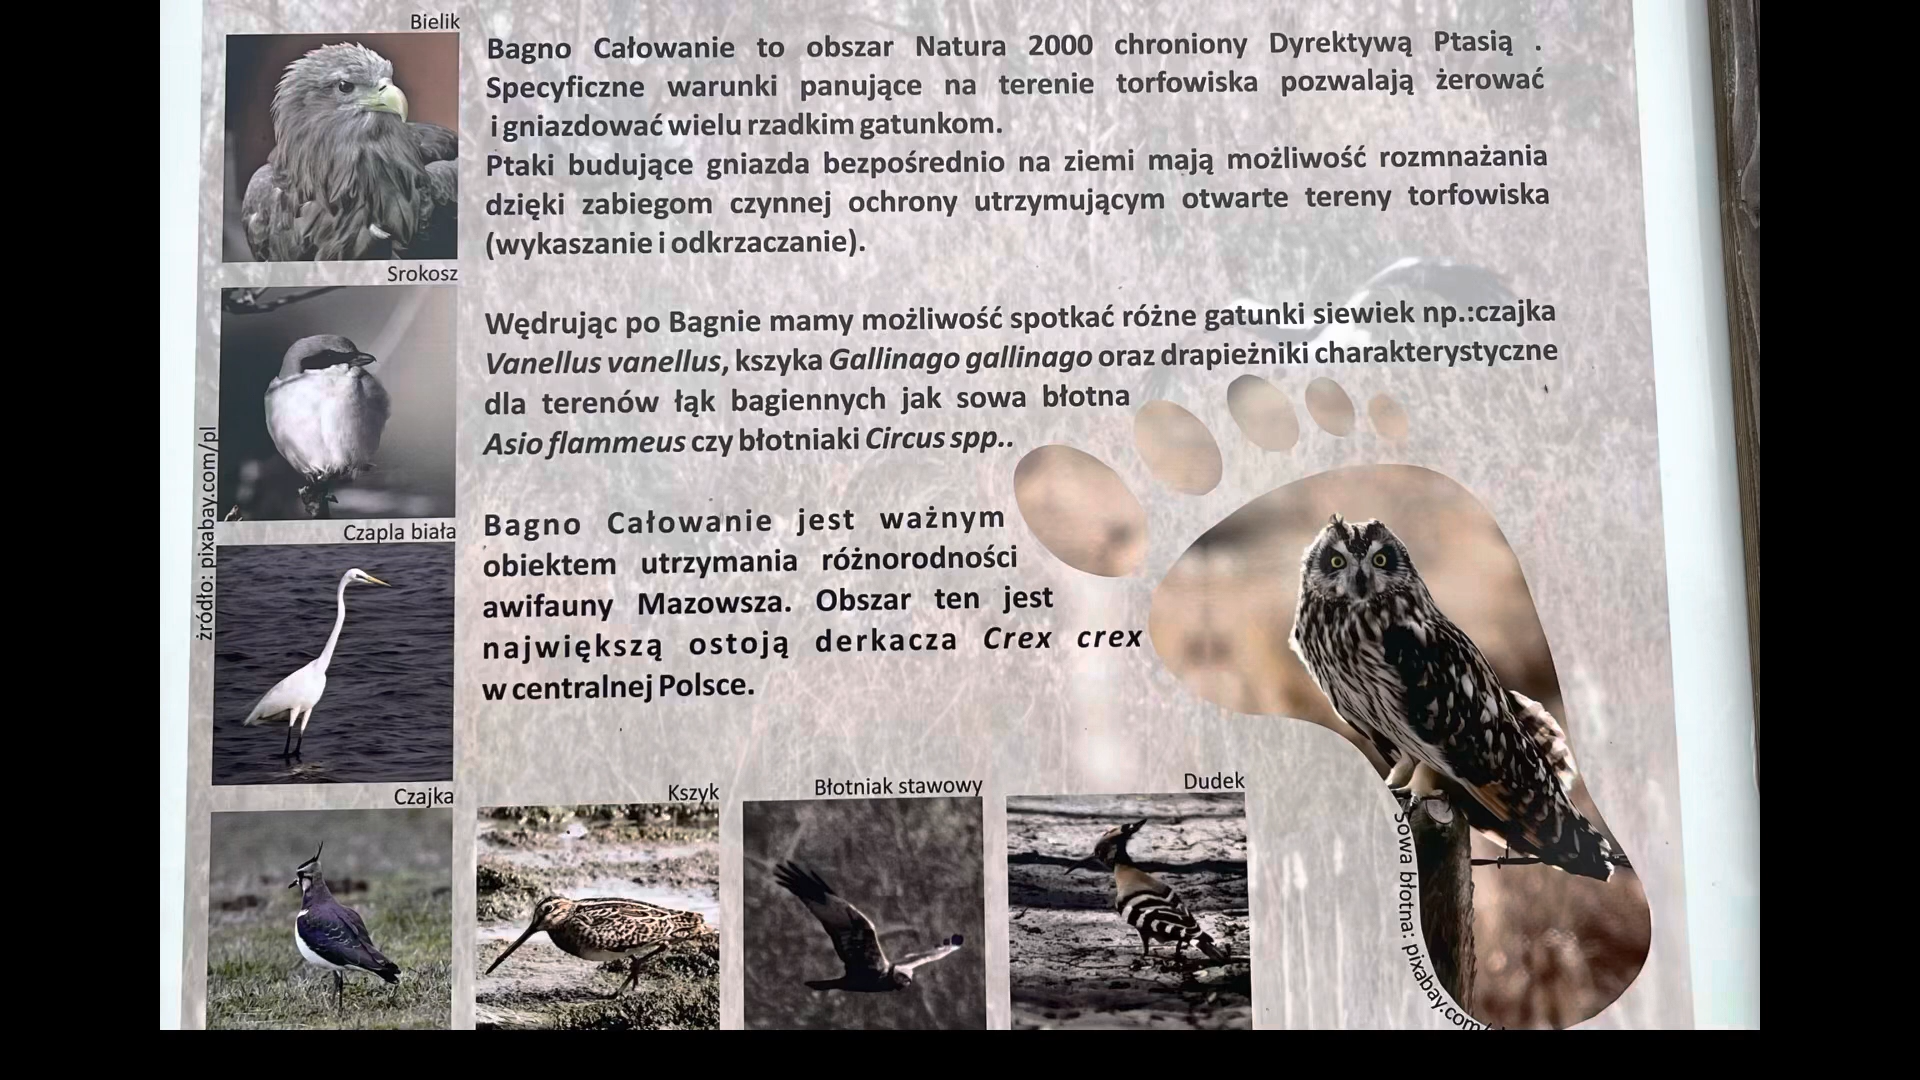 Bielik
Bagno Całowanie to obszar Natura 2000 chroniony Dyrektywą Ptasią .
Specyficzne warunki panujące na terenie torfowiska pozwalają żerować
i gniazdować wielu rzadkim gatunkom.
Ptaki budujące gniazda bezpośrednio na ziemi mają możliwość rozmnażania
dzięki zabiegom czynnej ochrony utrzymującym otwarte tereny torfowiska
(wykaszanie i odkrzaczanie).
Srokosz
Wędrując po Bagnie mamy możliwość spotkać różne gatunki siewiek np.:czajka
Vanellus vanellus, kszyka Gallinago gallinago oraz drapieżniki charakterystyczne
dla terenów łąk bagiennych jak sowa błotna
Asio flammeus czy błotniaki Circus spp..
Czapla biała
Bagno Całowanie jest ważnym
obiektem utrzymania różnorodności
awifauny Mazowsza. Obszar ten jest
największą ostoją derkacza Crex crex
w centralnej Polsce.
źródło: pixabay.com/pl
Czajka
Kszyk
Błotniak stawowy
Dudek
Sowa błotna: pixabay.com